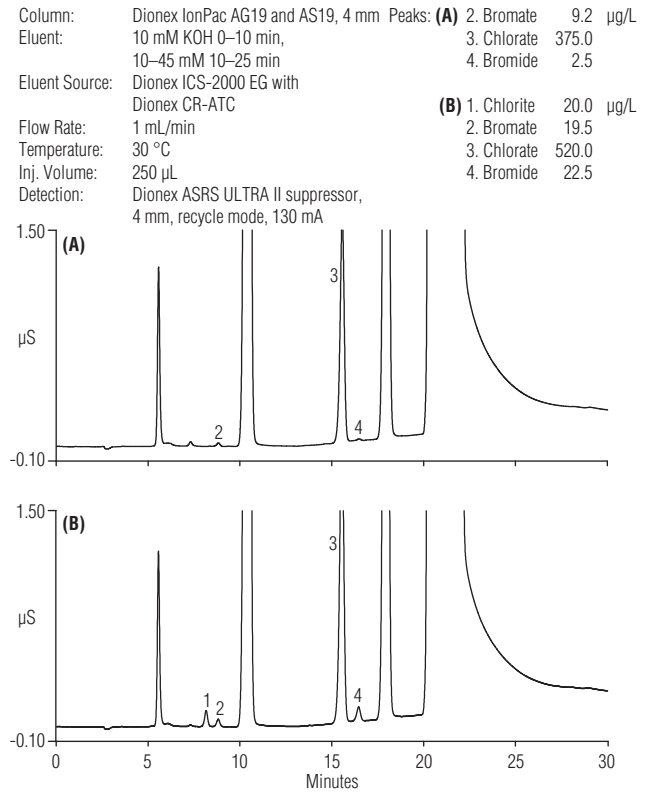 Column: Dionex IonPac AG19 and AS19, 4 mm
Eluent: 10 mM KOH 0–10 min,
10–45 mM 10–25 min
Eluent Source: Dionex ICS-2000 EG with
Dionex CR-ATC
Flow Rate: 1 mL/min
Temperature: 30 °C
Inj. Volume: 250 µL
Detection: Dionex ASRS ULTRA II suppressor,
4 mm, recycle mode, 130 mA
Peaks: (A) 2. Bromate 9.2 µg/L
3. Chlorate 375.0
4. Bromide 2.5
(B) 1. Chlorite 20.0 µg/L
2. Bromate 19.5
3. Chlorate 520.0
4. Bromide 22.5
1.50
(A)
3
µS
2
4
-0.10
1.50
(B)
3
µS
1
2
4
-0.10
0 5 10 15 20 25 30
Minutes